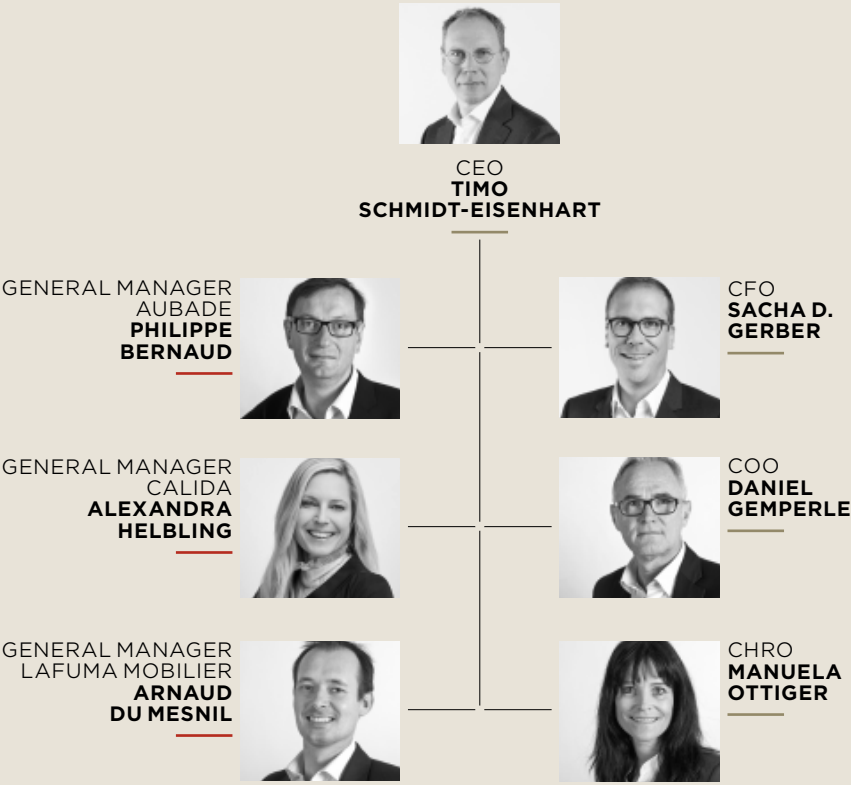 CEO
TIMO
SCHMIDT-EISENHART
GENERAL MANAGER
AUBADE
PHILIPPE
BERNAUD
CFO
SACHA D.
GERBER
GENERAL MANAGER
CALIDA
ALEXANDRA
HELBLING
COO
DANIEL
GEMPERLE
GENERAL MANAGER
LAFUMA MOBILIER
ARNAUD
DU MESNIL
CHRO
MANUELA
OTTIGER